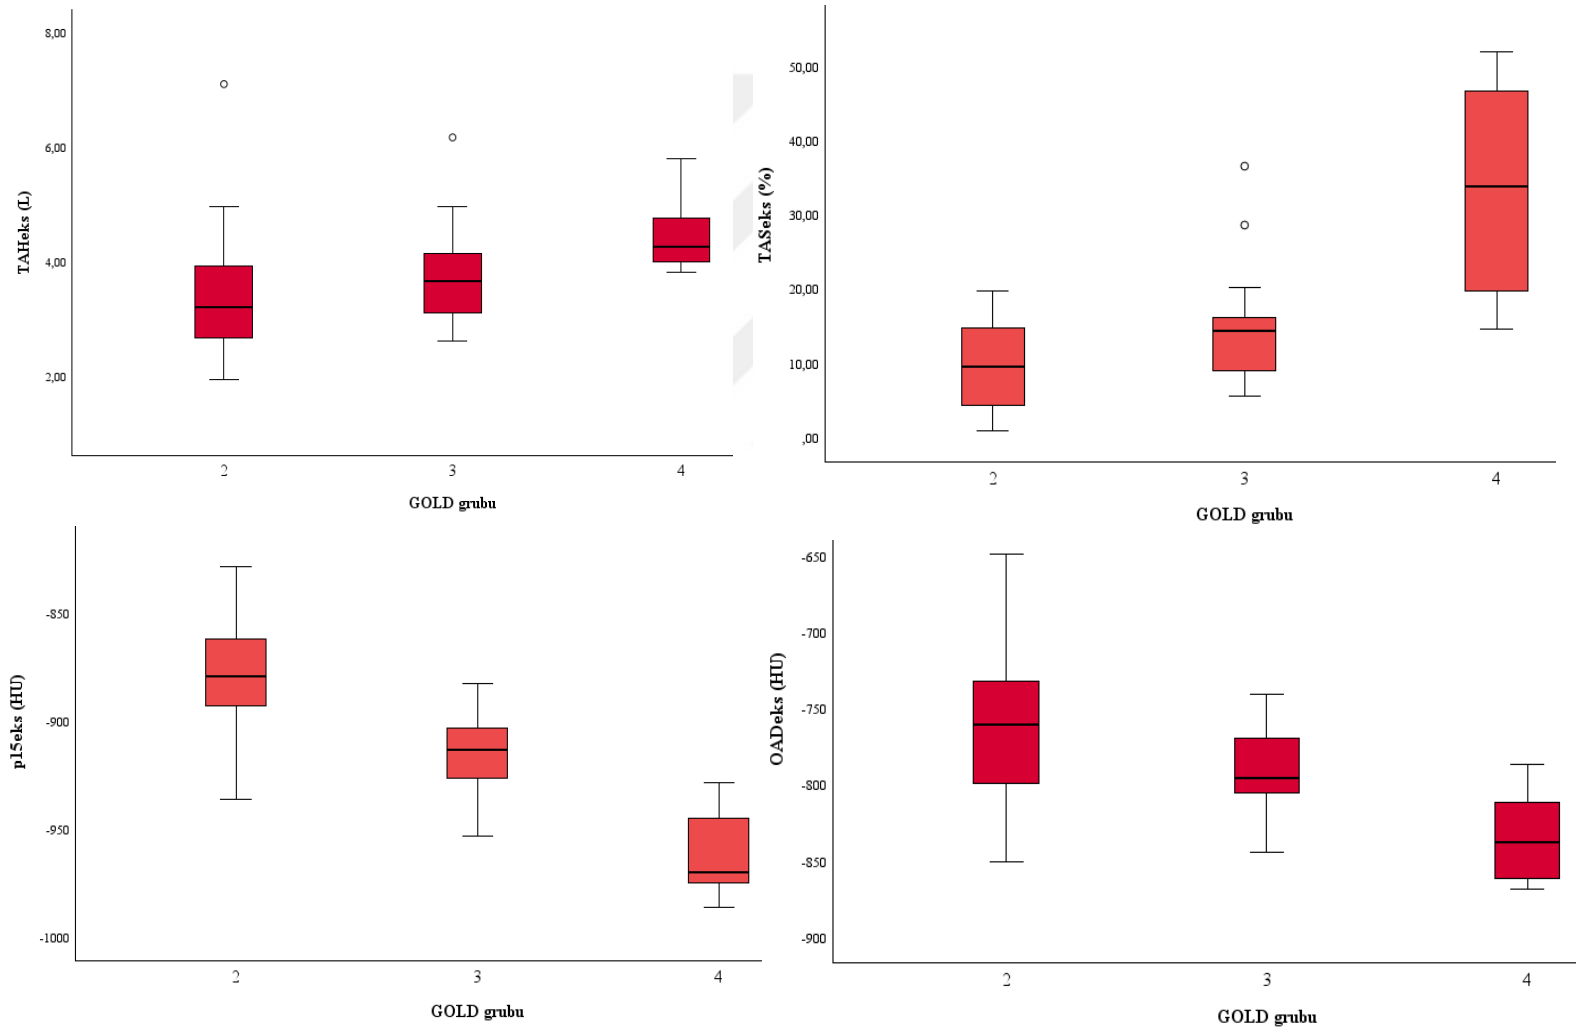 8,00
6,00
4,00
2,00
TAHeks (L)
2 3 4
GOLD grubu
50,00
40,00
30,00
20,00
10,00
,00
TASeks (%)
2 3 4
GOLD grubu
-850
-900
-950
-1000
p15eks (HU)
2 3 4
GOLD grubu
-650
-700
-750
-800
-850
-900
OADeks (HU)
2 3 4
GOLD grubu